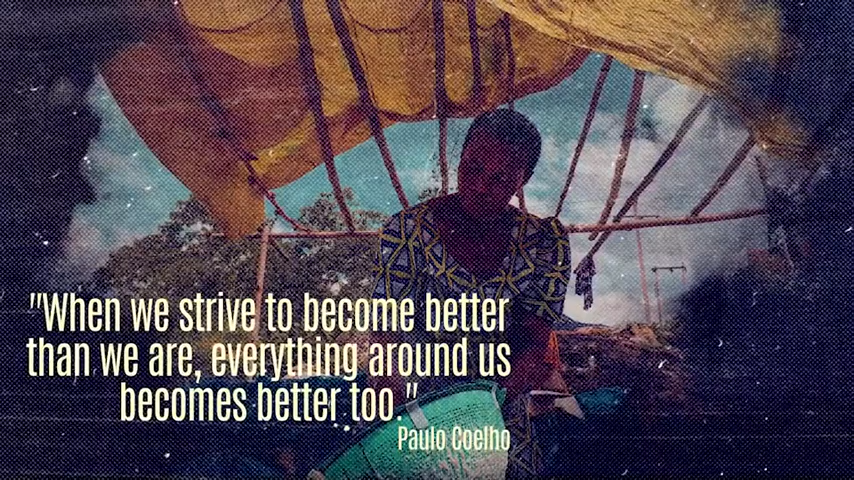 "When we strive to become better
than we are, everything around us
becomes better too."
Paulo Coelho